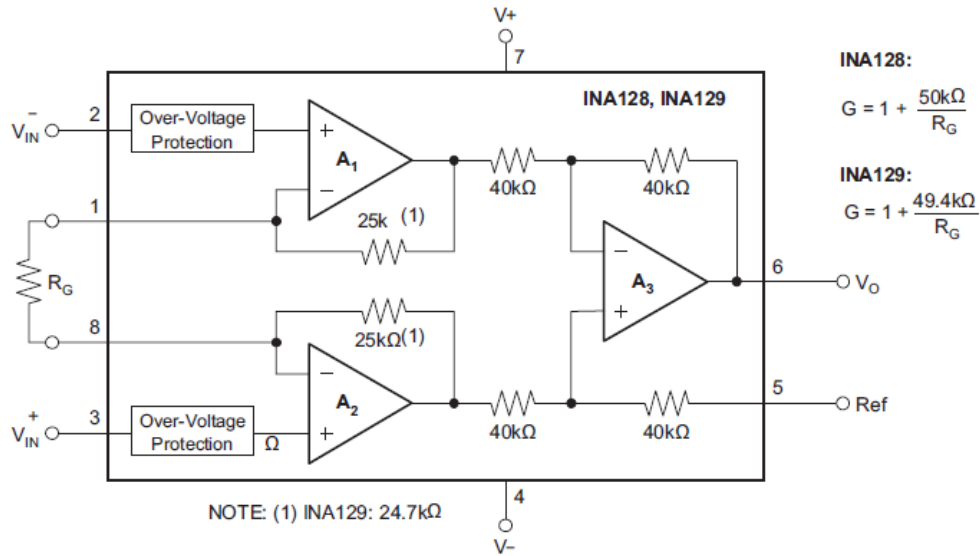 V+
7
INA128, INA129
INA128:
G = 1 + 50kΩ
R_G
INA129:
G = 1 + 49.4kΩ
R_G
2
V_IN^-
Over-Voltage
Protection
+
A_1
−
40kΩ
40kΩ
1
25k (1)
R_G
−
A_3
+
6
V_O
8
25kΩ(1)
−
A_2
+
5
Ref
3
V_IN^+
Over-Voltage
Protection
Ω
40kΩ
40kΩ
NOTE: (1) INA129: 24.7kΩ
4
V−